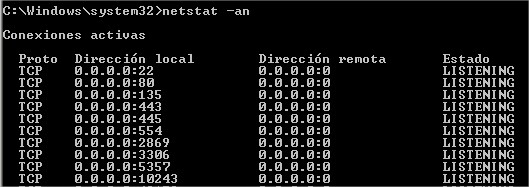 C:\Windows\system32>netstat -an
Conexiones activas
Proto Dirección local Dirección remota Estado
TCP 0.0.0.0:22 0.0.0.0:0 LISTENING
TCP 0.0.0.0:80 0.0.0.0:0 LISTENING
TCP 0.0.0.0:135 0.0.0.0:0 LISTENING
TCP 0.0.0.0:443 0.0.0.0:0 LISTENING
TCP 0.0.0.0:445 0.0.0.0:0 LISTENING
TCP 0.0.0.0:554 0.0.0.0:0 LISTENING
TCP 0.0.0.0:2869 0.0.0.0:0 LISTENING
TCP 0.0.0.0:3306 0.0.0.0:0 LISTENING
TCP 0.0.0.0:5357 0.0.0.0:0 LISTENING
TCP 0.0.0.0:10243 0.0.0.0:0 LISTENING